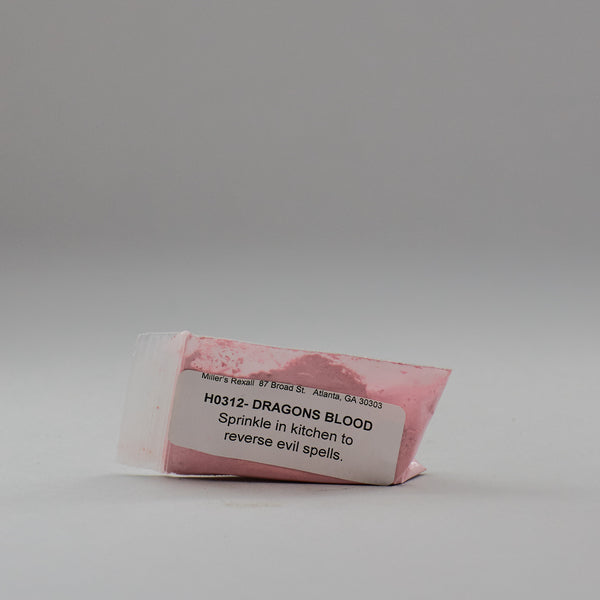 Miller's Rexall 87 Broad St. Atlanta, GA 30303
H0312- DRAGONS BLOOD
Sprinkle in kitchen to
reverse evil spells.